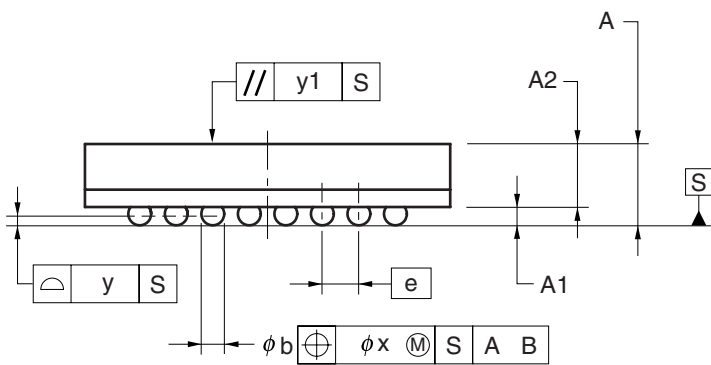 A
// y1 S
A2
S
⌓ y S
e
A1
ϕb ⌖ ϕx Ⓜ S A B